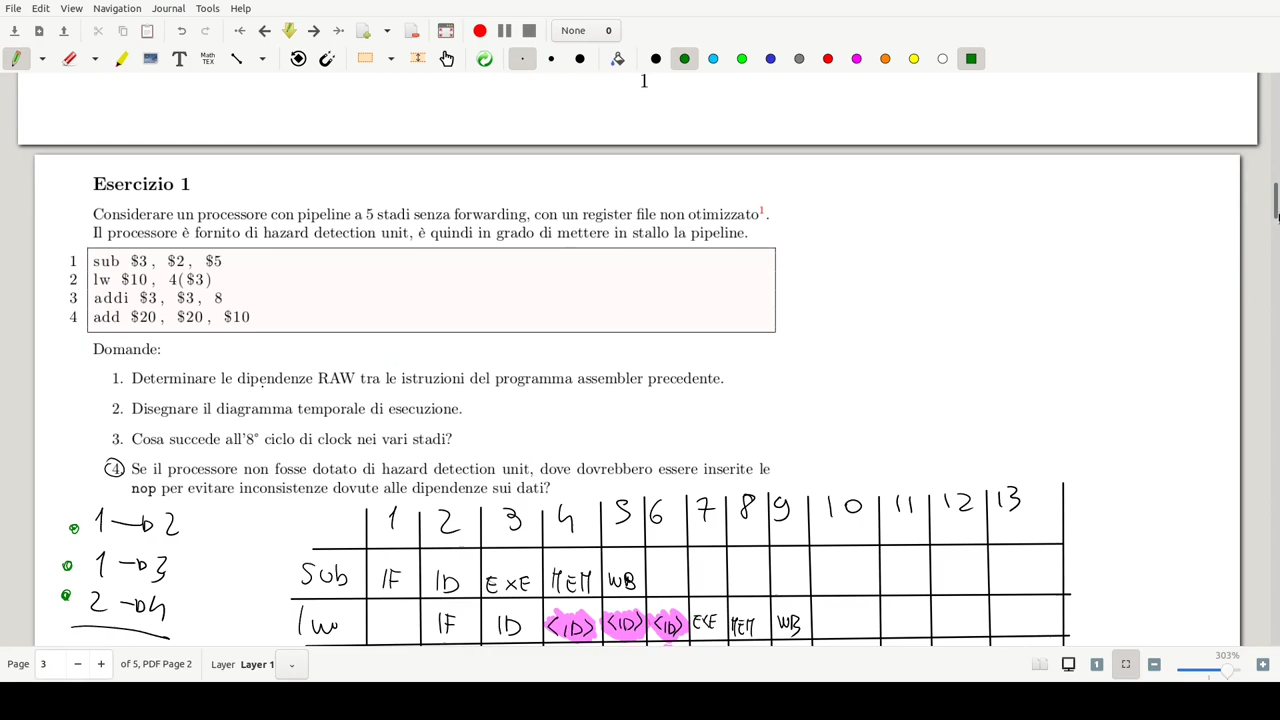 File Edit View Navigation Journal Tools Help
None 0
T Math TEX
1
Esercizio 1
Considerare un processore con pipeline a 5 stadi senza forwarding, con un register file non otimizzato1.
Il processore è fornito di hazard detection unit, è quindi in grado di mettere in stallo la pipeline.
1 sub $3, $2, $5
2 lw $10, 4($3)
3 addi $3, $3, 8
4 add $20, $20, $10
Domande:
1. Determinare le dipendenze RAW tra le istruzioni del programma assembler precedente.
2. Disegnare il diagramma temporale di esecuzione.
3. Cosa succede all'8° ciclo di clock nei vari stadi?
4. Se il processore non fosse dotato di hazard detection unit, dove dovrebbero essere inserite le
nop per evitare inconsistenze dovute alle dipendenze sui dati?
1 → 2
1 → 3
2 → 4
1 2 3 4 5 6 7 8 9 10 11 12 13
Sub IF ID EXE MEM WB
lw IF ID <ID> <ID> <ID> EXE MEM WB
Page 3 of 5, PDF Page 2 Layer Layer 1 303%